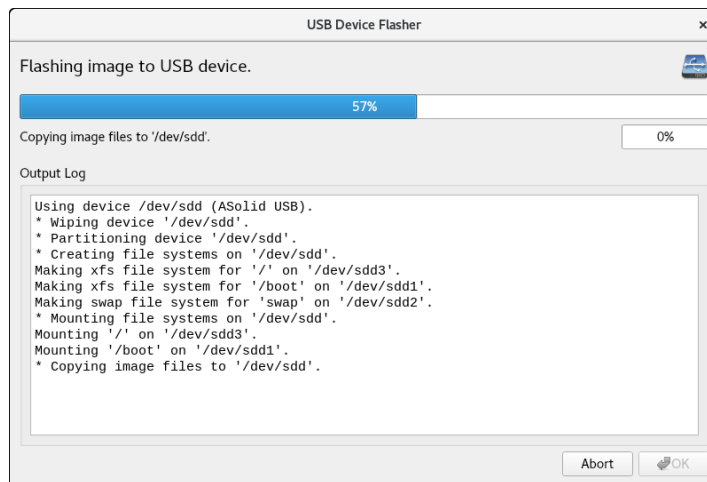 USB Device Flasher
Flashing image to USB device.
57%
Copying image files to '/dev/sdd'.
0%
Output Log
Using device /dev/sdd (ASolid USB).
* Wiping device '/dev/sdd'.
* Partitioning device '/dev/sdd'.
* Creating file systems on '/dev/sdd'.
Making xfs file system for '/' on '/dev/sdd3'.
Making xfs file system for '/boot' on '/dev/sdd1'.
Making swap file system for 'swap' on '/dev/sdd2'.
* Mounting file systems on '/dev/sdd'.
Mounting '/' on '/dev/sdd3'.
Mounting '/boot' on '/dev/sdd1'.
* Copying image files to '/dev/sdd'.
Abort
OK